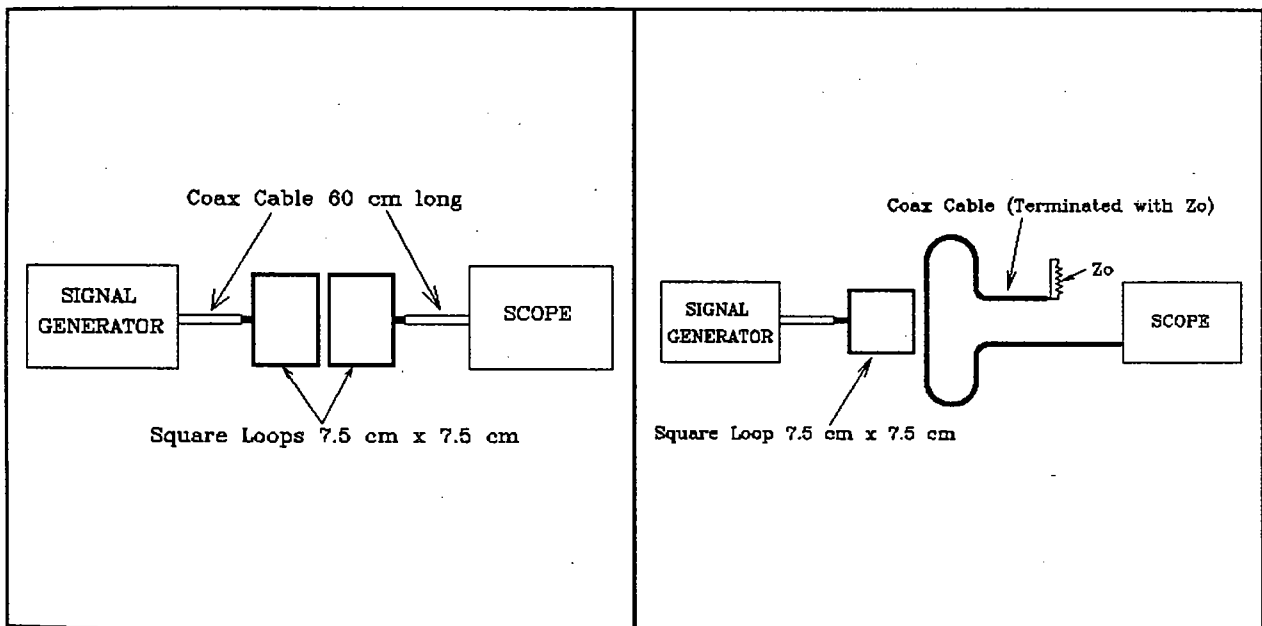 Coax Cable 60 cm long
SIGNAL
GENERATOR
SCOPE
Square Loops 7.5 cm x 7.5 cm
Coax Cable (Terminated with Zo)
Zo
SIGNAL
GENERATOR
SCOPE
Square Loop 7.5 cm x 7.5 cm